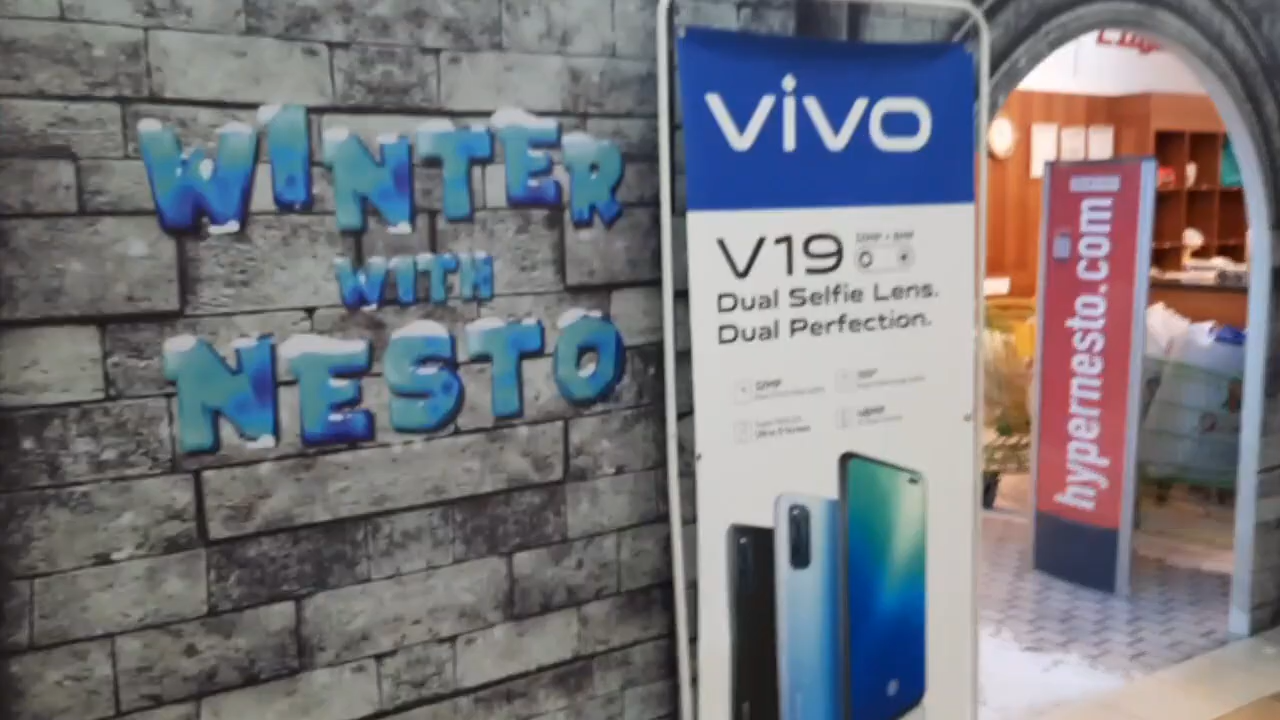 WINTER
WITH
NESTO
vivo
V19
Dual Selfie Lens.
Dual Perfection.
hypernesto.com